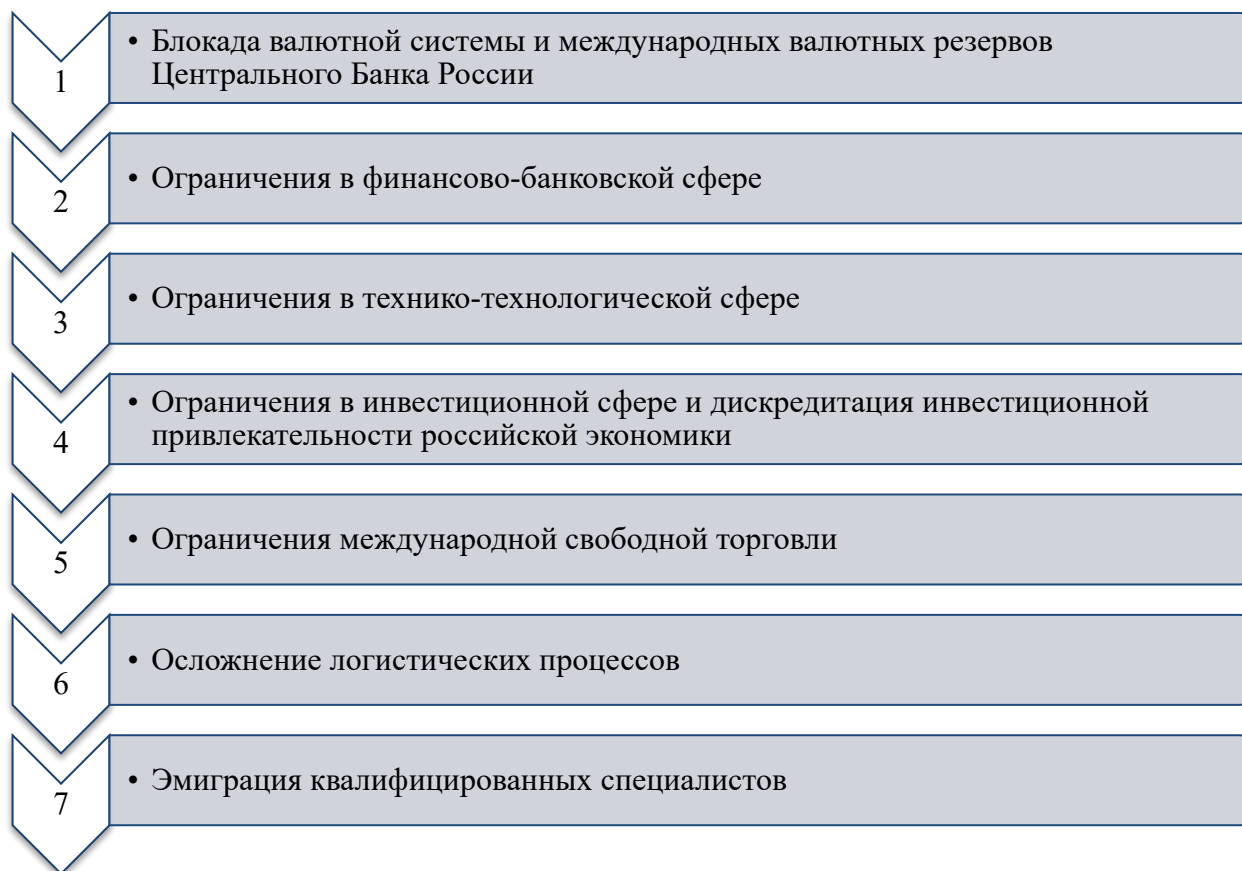 1
• Блокада валютной системы и международных валютных резервов
Центрального Банка России
2
• Ограничения в финансово-банковской сфере
3
• Ограничения в технико-технологической сфере
4
• Ограничения в инвестиционной сфере и дискредитация инвестиционной
привлекательности российской экономики
5
• Ограничения международной свободной торговли
6
• Осложнение логистических процессов
7
• Эмиграция квалифицированных специалистов